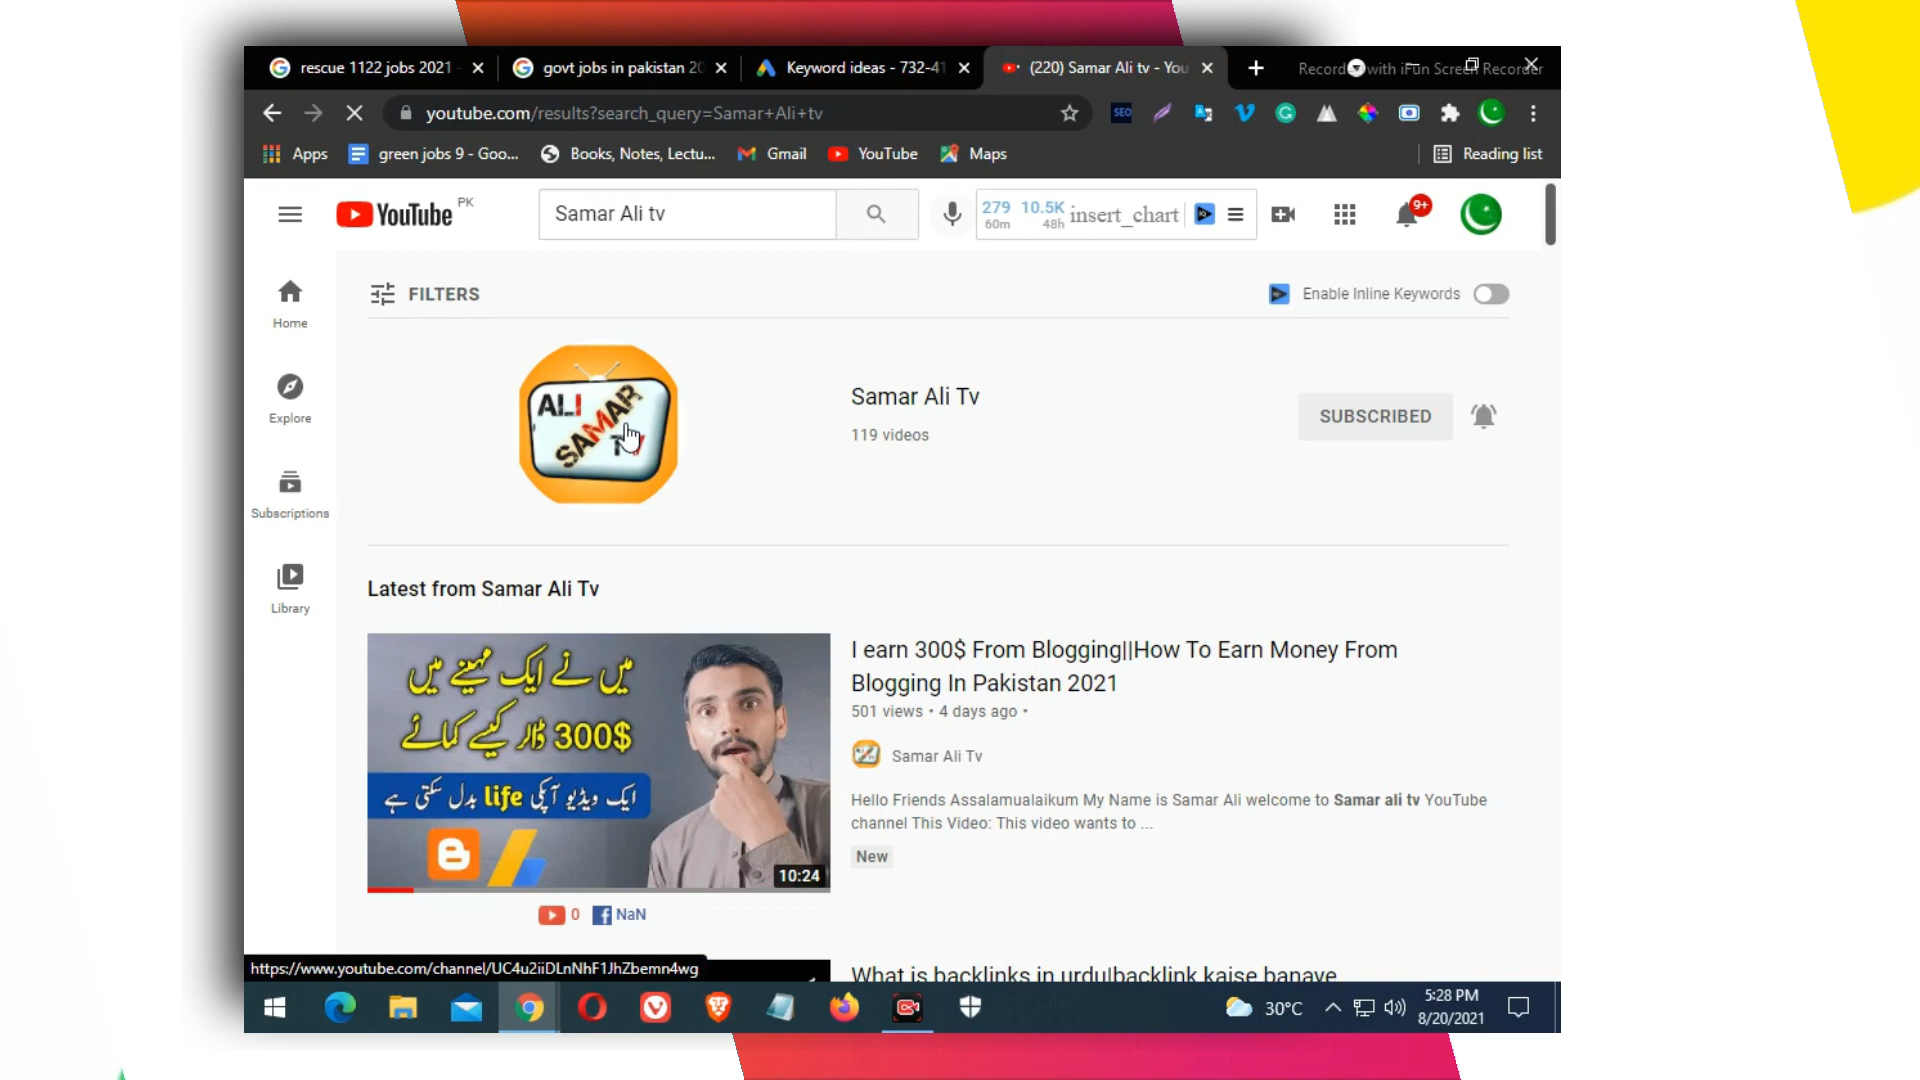 rescue 1122 jobs 2021
govt jobs in pakistan 20
Keyword ideas - 732-41
(220) Samar Ali tv - You
Recorded with iFun Screen Recorder
youtube.com/results?search_query=Samar+Ali+tv
SEO
Apps
green jobs 9 - Goo...
Books, Notes, Lectu...
Gmail
YouTube
Maps
Reading list
YouTube PK
Samar Ali tv
279 10.5K insert_chart
60m 48h
9+
Home
Explore
Subscriptions
Library
FILTERS
Enable Inline Keywords
ALI
SAMAR
TV
Samar Ali Tv
119 videos
SUBSCRIBED
Latest from Samar Ali Tv
میں نے ایک مہینے میں
300$ ڈالر کیسے کمائے
ایک ویڈیو آپکی life بدل سکتی ہے
10:24
I earn 300$ From Blogging||How To Earn Money From
Blogging In Pakistan 2021
501 views • 4 days ago •
Samar Ali Tv
Hello Friends Assalamualaikum My Name is Samar Ali welcome to Samar ali tv YouTube
channel This Video: This video wants to ...
New
0 NaN
What is backlinks in urdu|backlink kaise banaye
https://www.youtube.com/channel/UC4u2iiDLnNhF1JhZbemn4wg
30°C
5:28 PM
8/20/2021